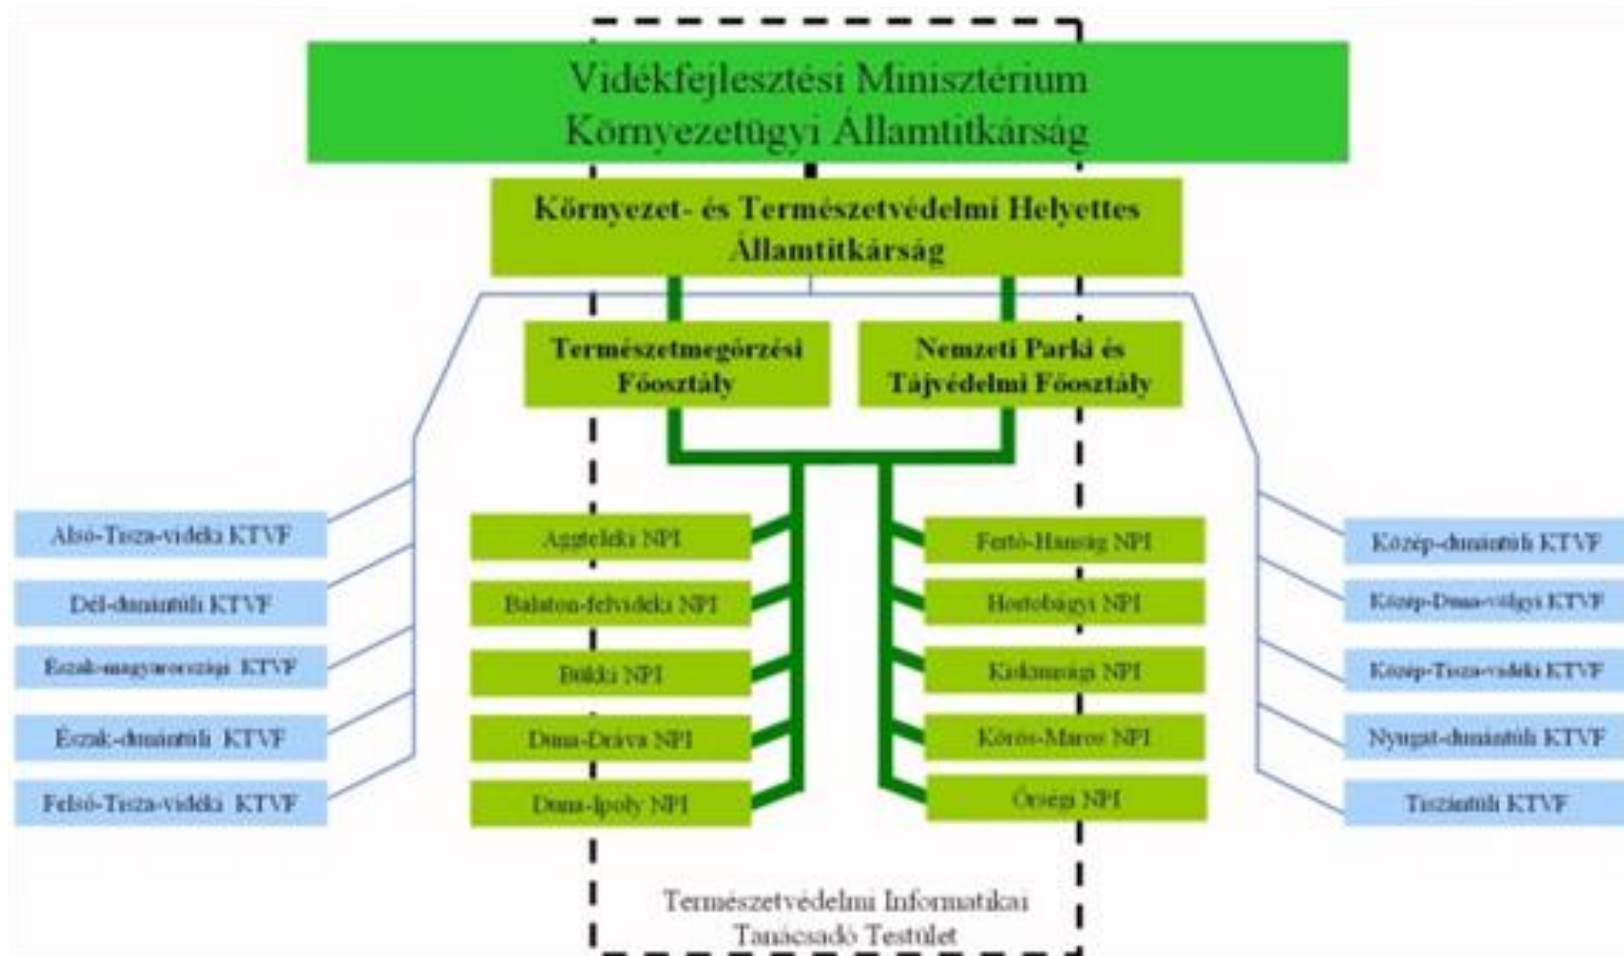 Vidékfejlesztési Minisztérium
Környezetügyi Államtitkárság
Környezet- és Természetvédelmi Helyettes
Államtitkárság
Természetmegőrzési
Főosztály
Nemzeti Parki és
Tájvédelmi Főosztály
Alsó-Tisza-vidéki KTVF
Dél-dunántúli KTVF
Észak-magyarországi KTVF
Észak-dunántúli KTVF
Felső-Tisza-vidéki KTVF
Aggteleki NPI
Balaton-felvidéki NPI
Bükki NPI
Duna-Dráva NPI
Duna-Ipoly NPI
Fertő-Hanság NPI
Hortobágyi NPI
Kiskunsági NPI
Körös-Maros NPI
Őrségi NPI
Közép-dunántúli KTVF
Közép-Duna-völgyi KTVF
Közép-Tisza-vidéki KTVF
Nyugat-dunántúli KTVF
Tiszántúli KTVF
Természetvédelmi Informatikai
Tanácsadó Testület